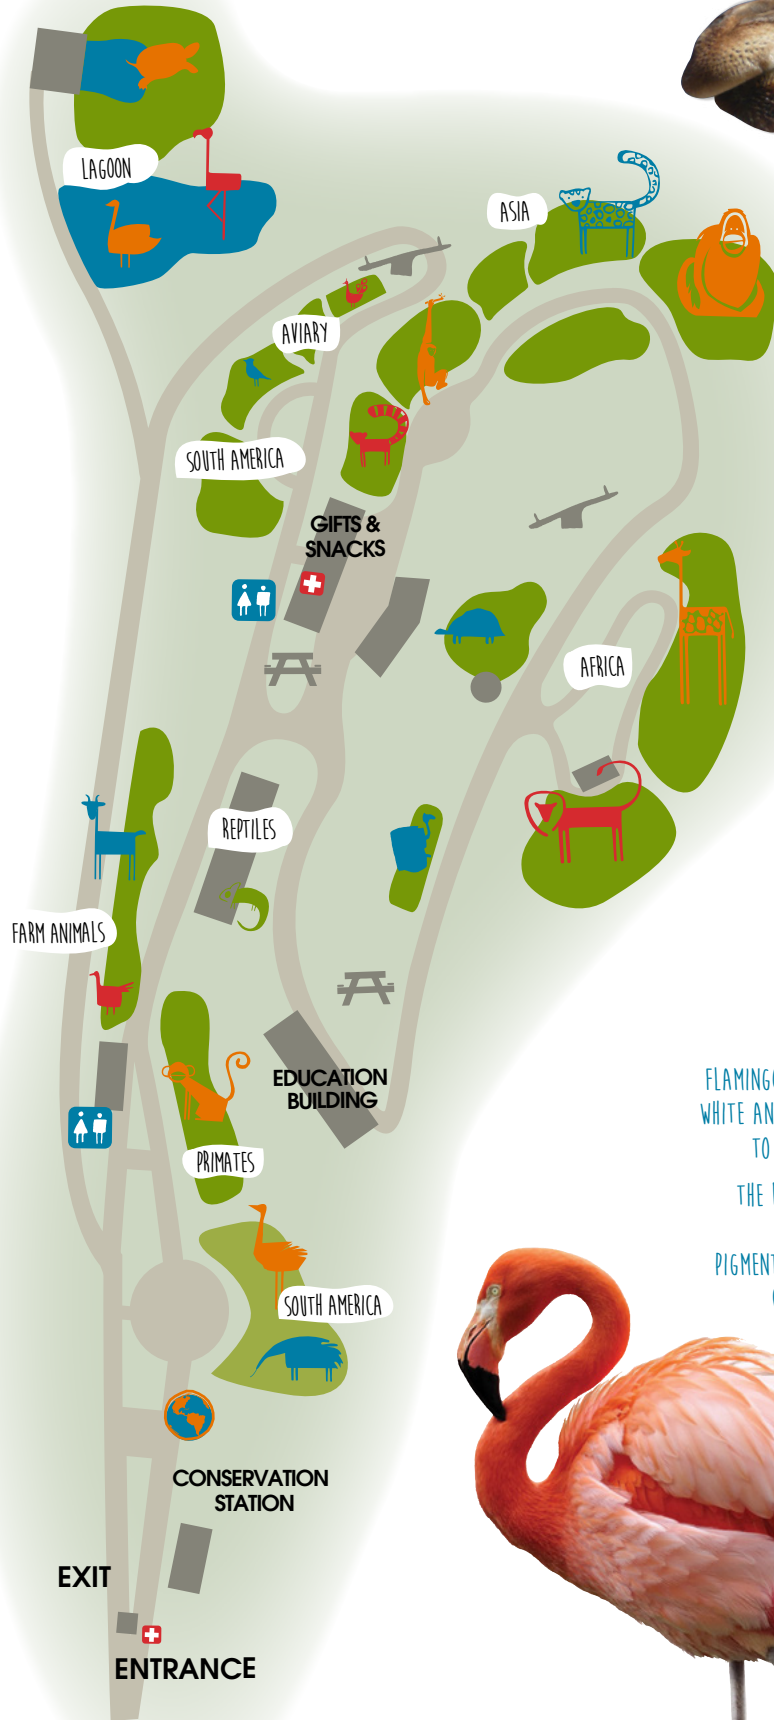 LAGOON
ASIA
AVIARY
SOUTH AMERICA
GIFTS &
SNACKS
AFRICA
REPTILES
FARM ANIMALS
EDUCATION
BUILDING
PRIMATES
SOUTH AMERICA
CONSERVATION
STATION
EXIT
ENTRANCE
WHITE AN
TO
THE